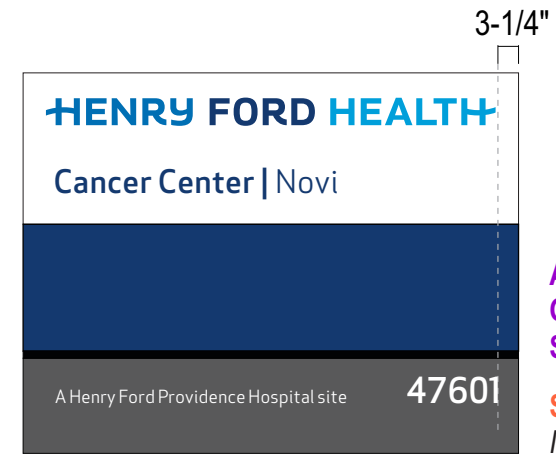 3-1/4"
HENRY FORD HEALTH
Cancer Center | Novi
A Henry Ford Providence Hospital site
47601